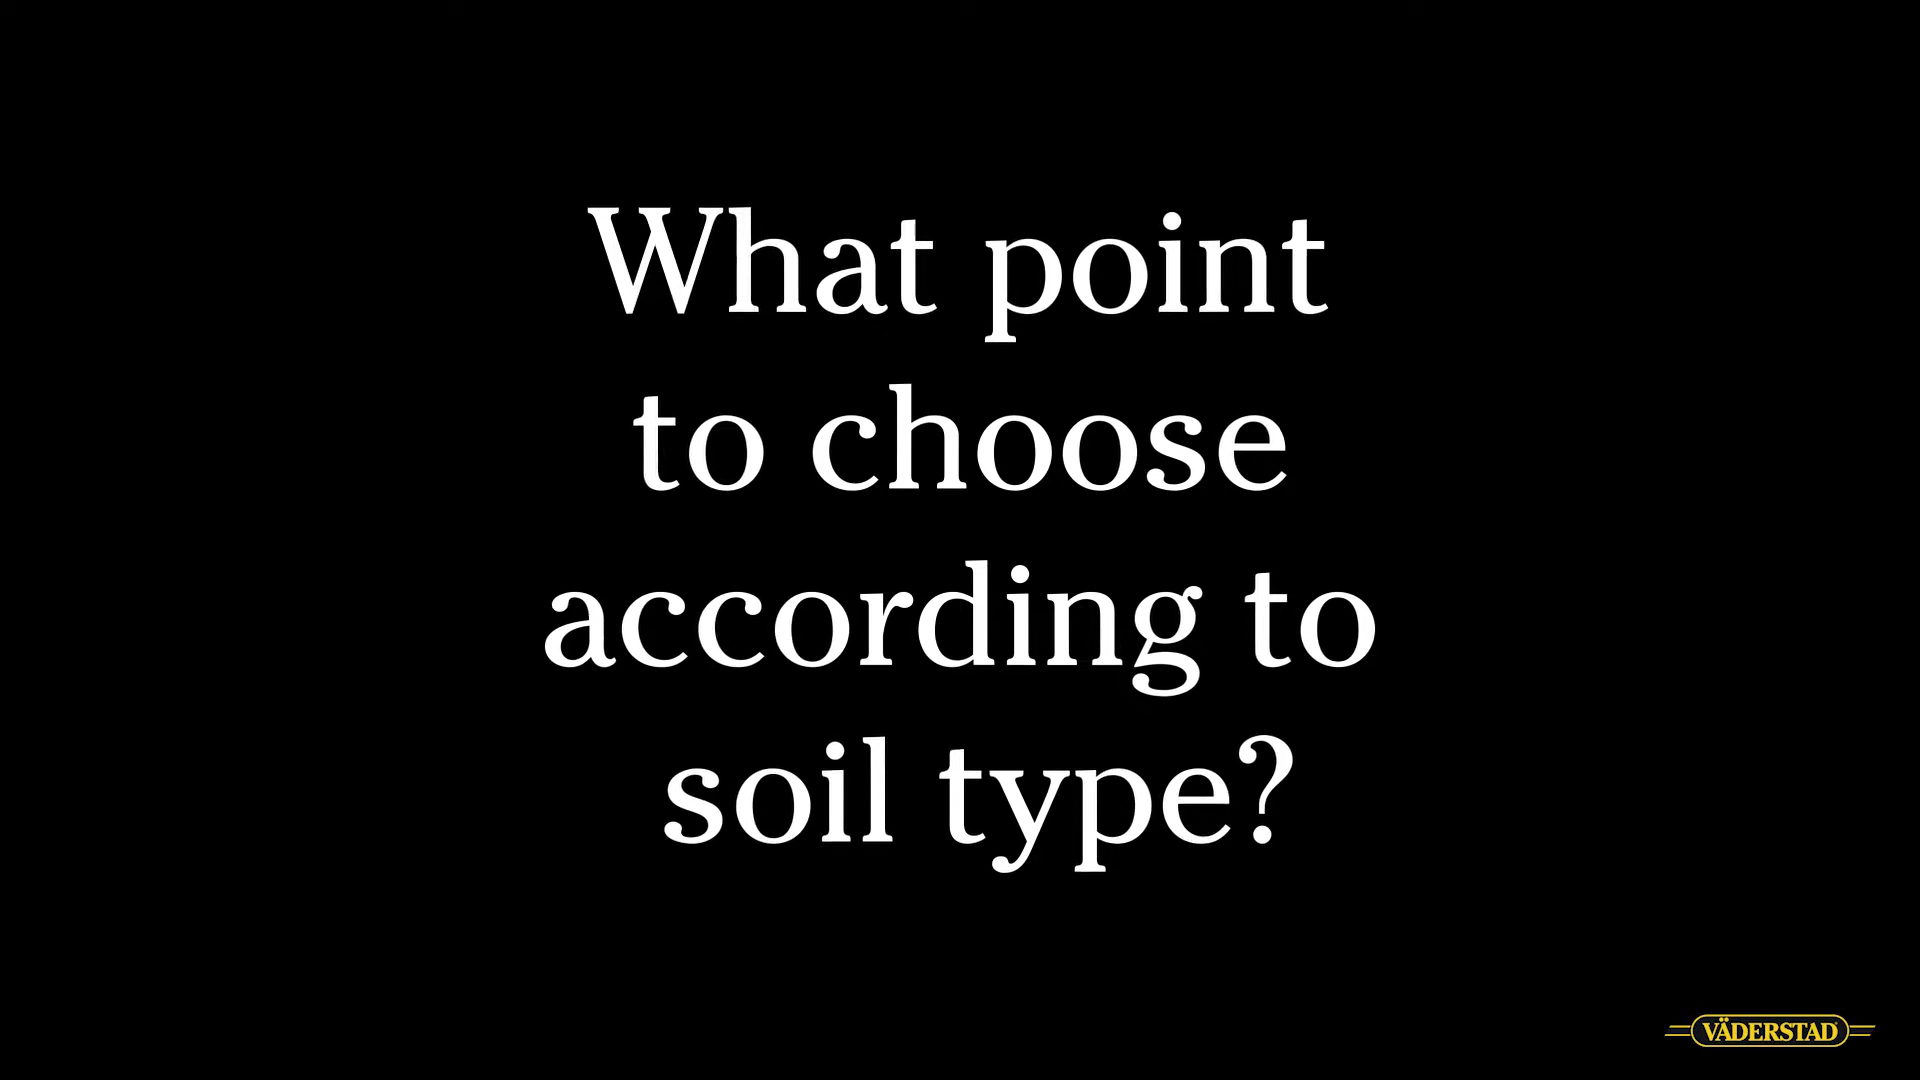 What point
to choose
according to
soil type?
VÄDERSTAD